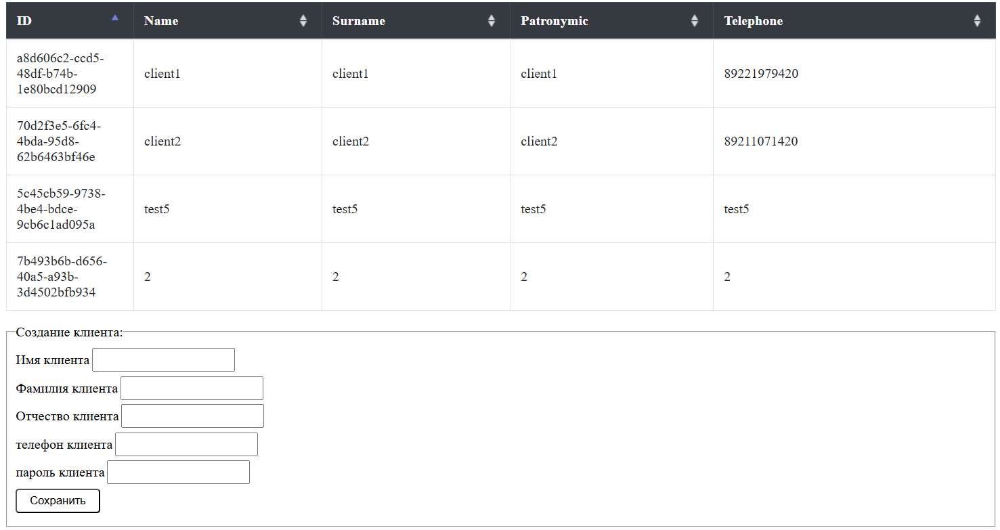 ID Name Surname Patronymic Telephone
a8d606c2-ccd5-
48df-b74b-
1e80bcd12909
client1 client1 client1 89221979420
70d2f3e5-6fc4-
4bda-95d8-
62b6463bf46e
client2 client2 client2 89211071420
5c45cb59-9738-
4be4-bdce-
9cb6c1ad095a
test5 test5 test5 test5
7b493b6b-d656-
40a5-a93b-
3d4502bfb934
2 2 2 2
Создание клиента:
Имя клиента
Фамилия клиента
Отчество клиента
телефон клиента
пароль клиента
Сохранить